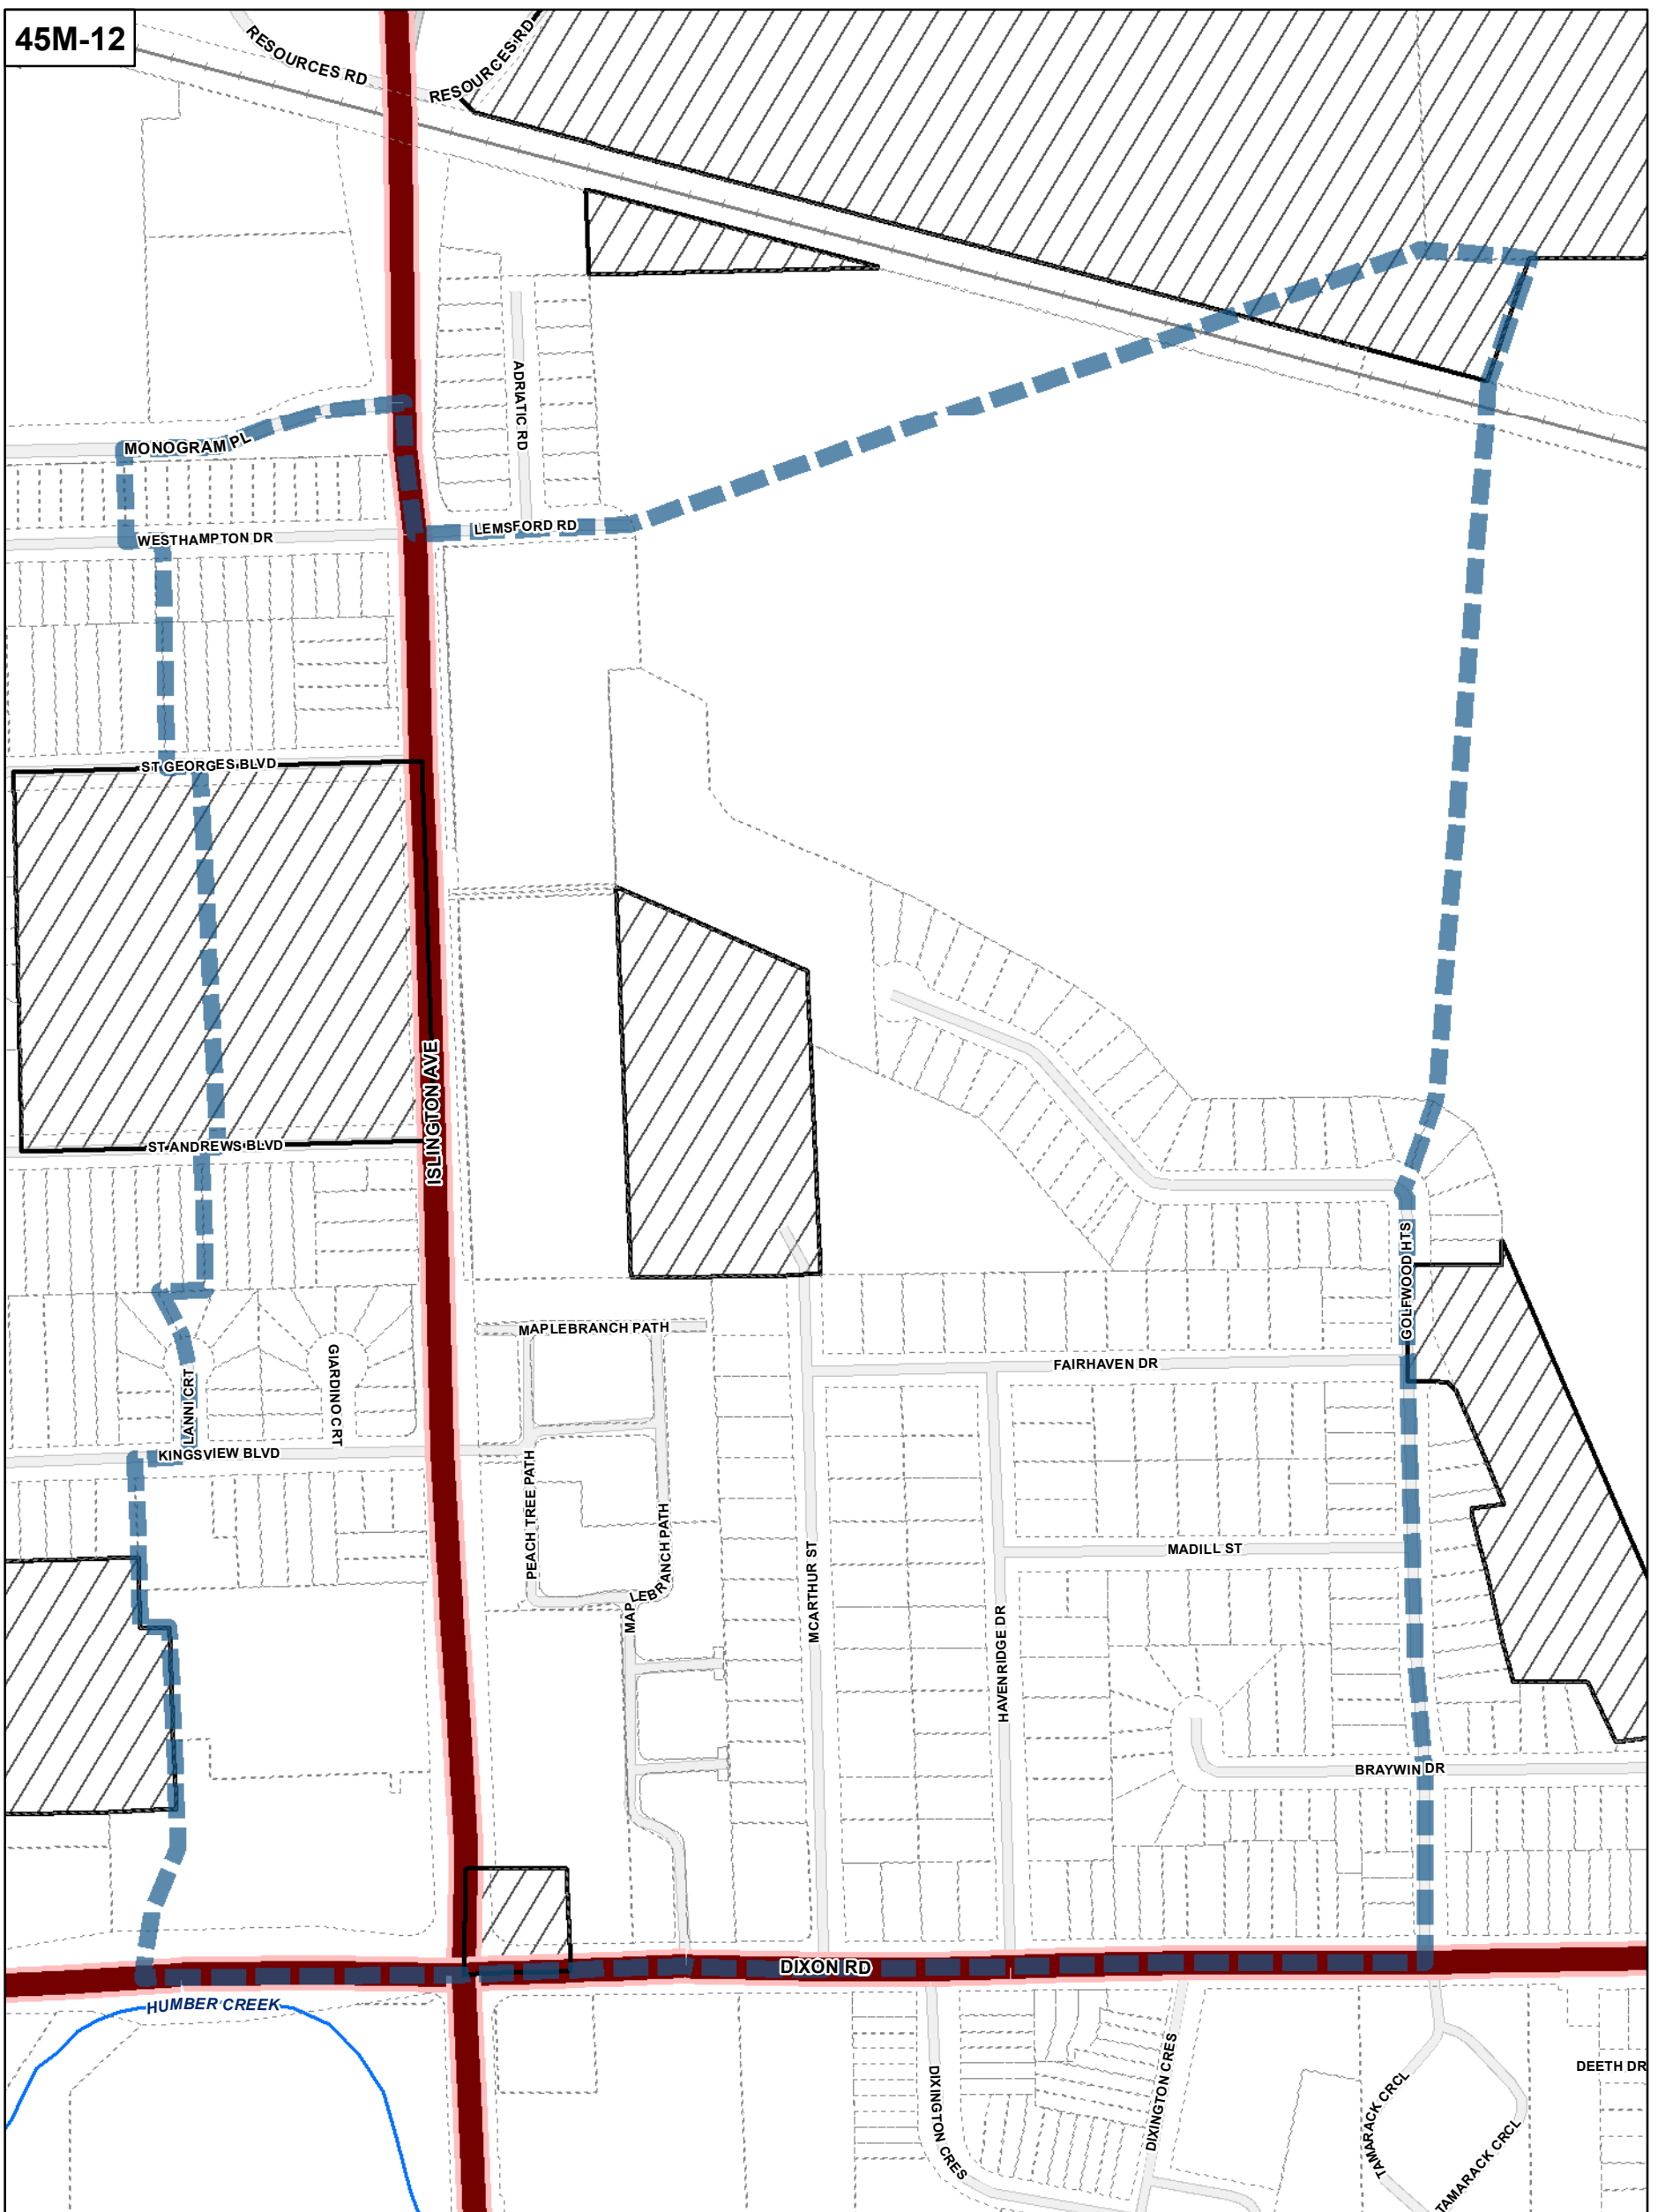 45M-12
RESOURCES RD
RESOURCES RD
ADRIATIC RD
MONOGRAM PL
LEMSFORD RD
WESTHAMPTON DR
ST GEORGES BLVD
ISLINGTON AVE
ST ANDREWS BLVD
GOLFWOOD HTS
MAPLEBRANCH PATH
FAIRHAVEN DR
GIARDINO CRT
LANNI CRT
KINGSVIEW BLVD
PEACH TREE PATH
MAPLEBRANCH PATH
MCARTHUR ST
MADILL ST
HAVENRIDGE DR
BRAYWIN DR
DIXON RD
HUMBER CREEK
DIXINGTON CRES
DIXINGTON CRES
TAMARACK CRCL
TAMARACK CRCL
DEETH DR